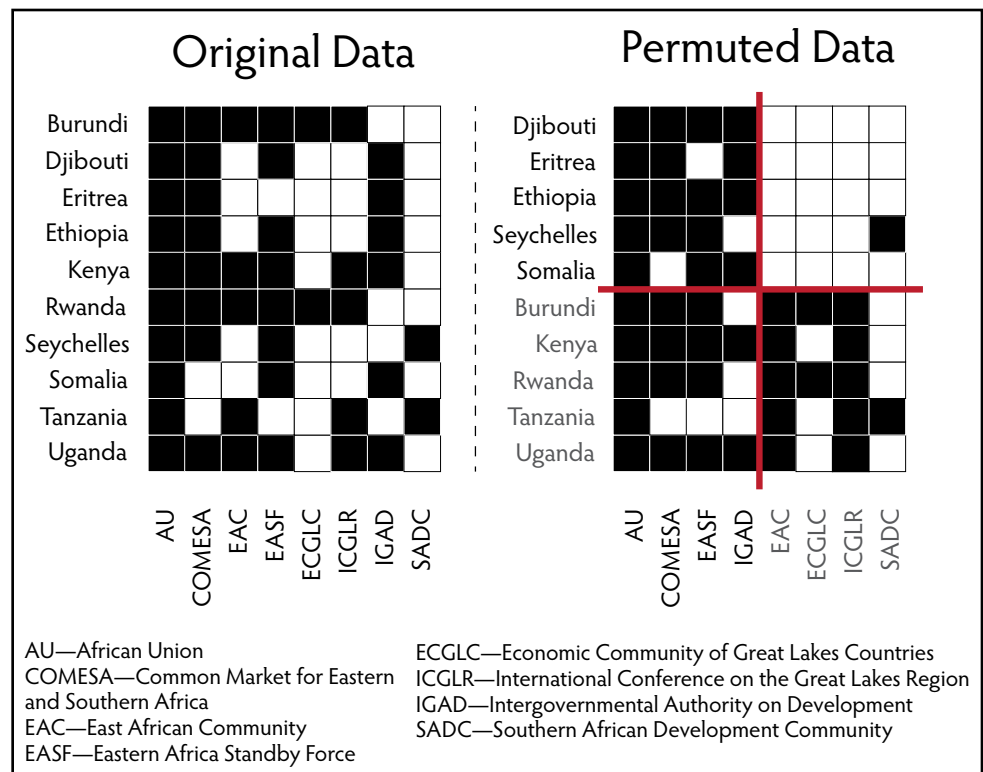 Original Data
Burundi
Djibouti
Eritrea
Ethiopia
Kenya
Rwanda
Seychelles
Somalia
Tanzania
Uganda
AU
COMESA
EAC
EASF
ECGLC
ICGLR
IGAD
SADC
Permuted Data
Djibouti
Eritrea
Ethiopia
Seychelles
Somalia
Burundi
Kenya
Rwanda
Tanzania
Uganda
AU
COMESA
EASF
IGAD
EAC
ECGLC
ICGLR
SADC
AU—African Union
COMESA—Common Market for Eastern
and Southern Africa
EAC—East African Community
EASF—Eastern Africa Standby Force
ECGLC—Economic Community of Great Lakes Countries
ICGLR—International Conference on the Great Lakes Region
IGAD—Intergovernmental Authority on Development
SADC—Southern African Development Community